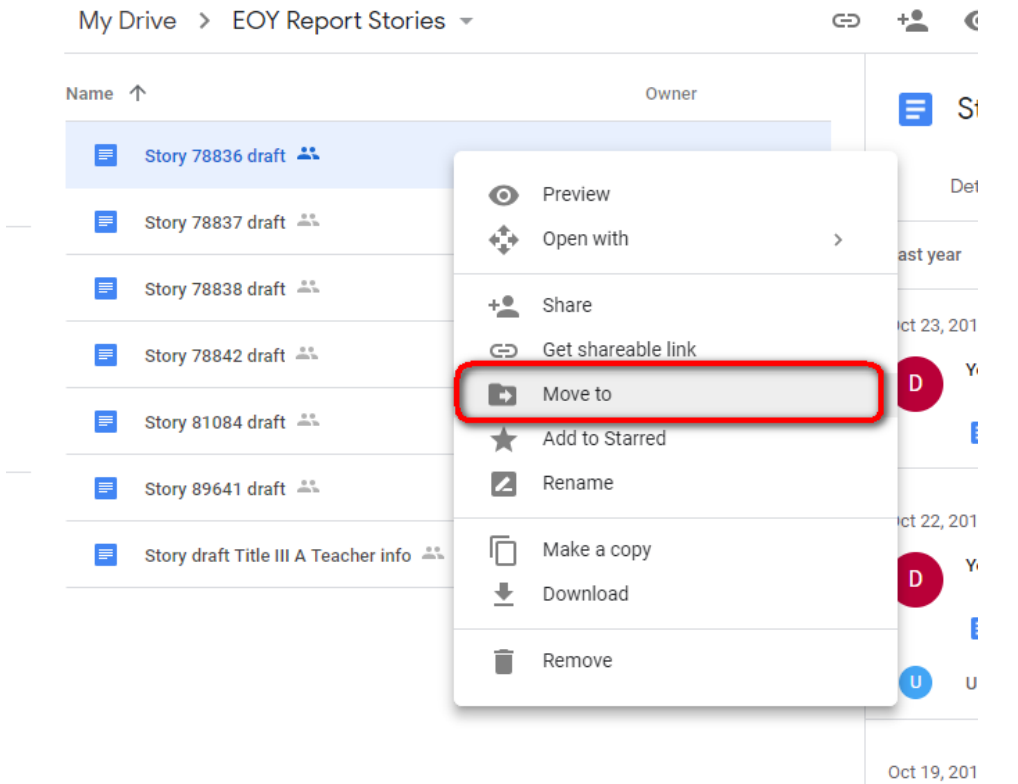 My Drive > EOY Report Stories
Name Owner
Story 78836 draft
Story 78837 draft
Story 78838 draft
Story 78842 draft
Story 81084 draft
Story 89641 draft
Story draft Title III A Teacher info
Preview
Open with
Share
Get shareable link
Move to
Add to Starred
Rename
Make a copy
Download
Remove
St
Det
ast year
ct 23, 201
D
Y
ct 22, 201
D
Y
U
U
Oct 19, 201